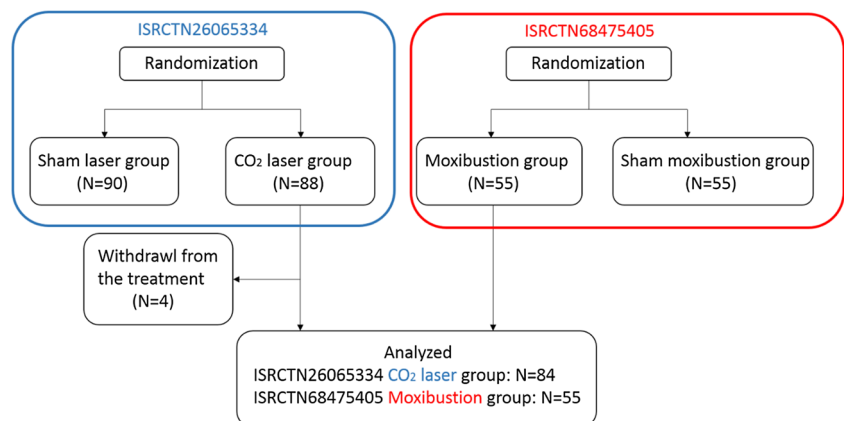 ISRCTN26065334
Randomization
Sham laser group
(N=90)
CO₂ laser group
(N=88)
ISRCTN68475405
Randomization
Moxibustion group
(N=55)
Sham moxibustion group
(N=55)
Withdrawl from
the treatment
(N=4)
Analyzed
ISRCTN26065334 CO₂ laser group: N=84
ISRCTN68475405 Moxibustion group: N=55